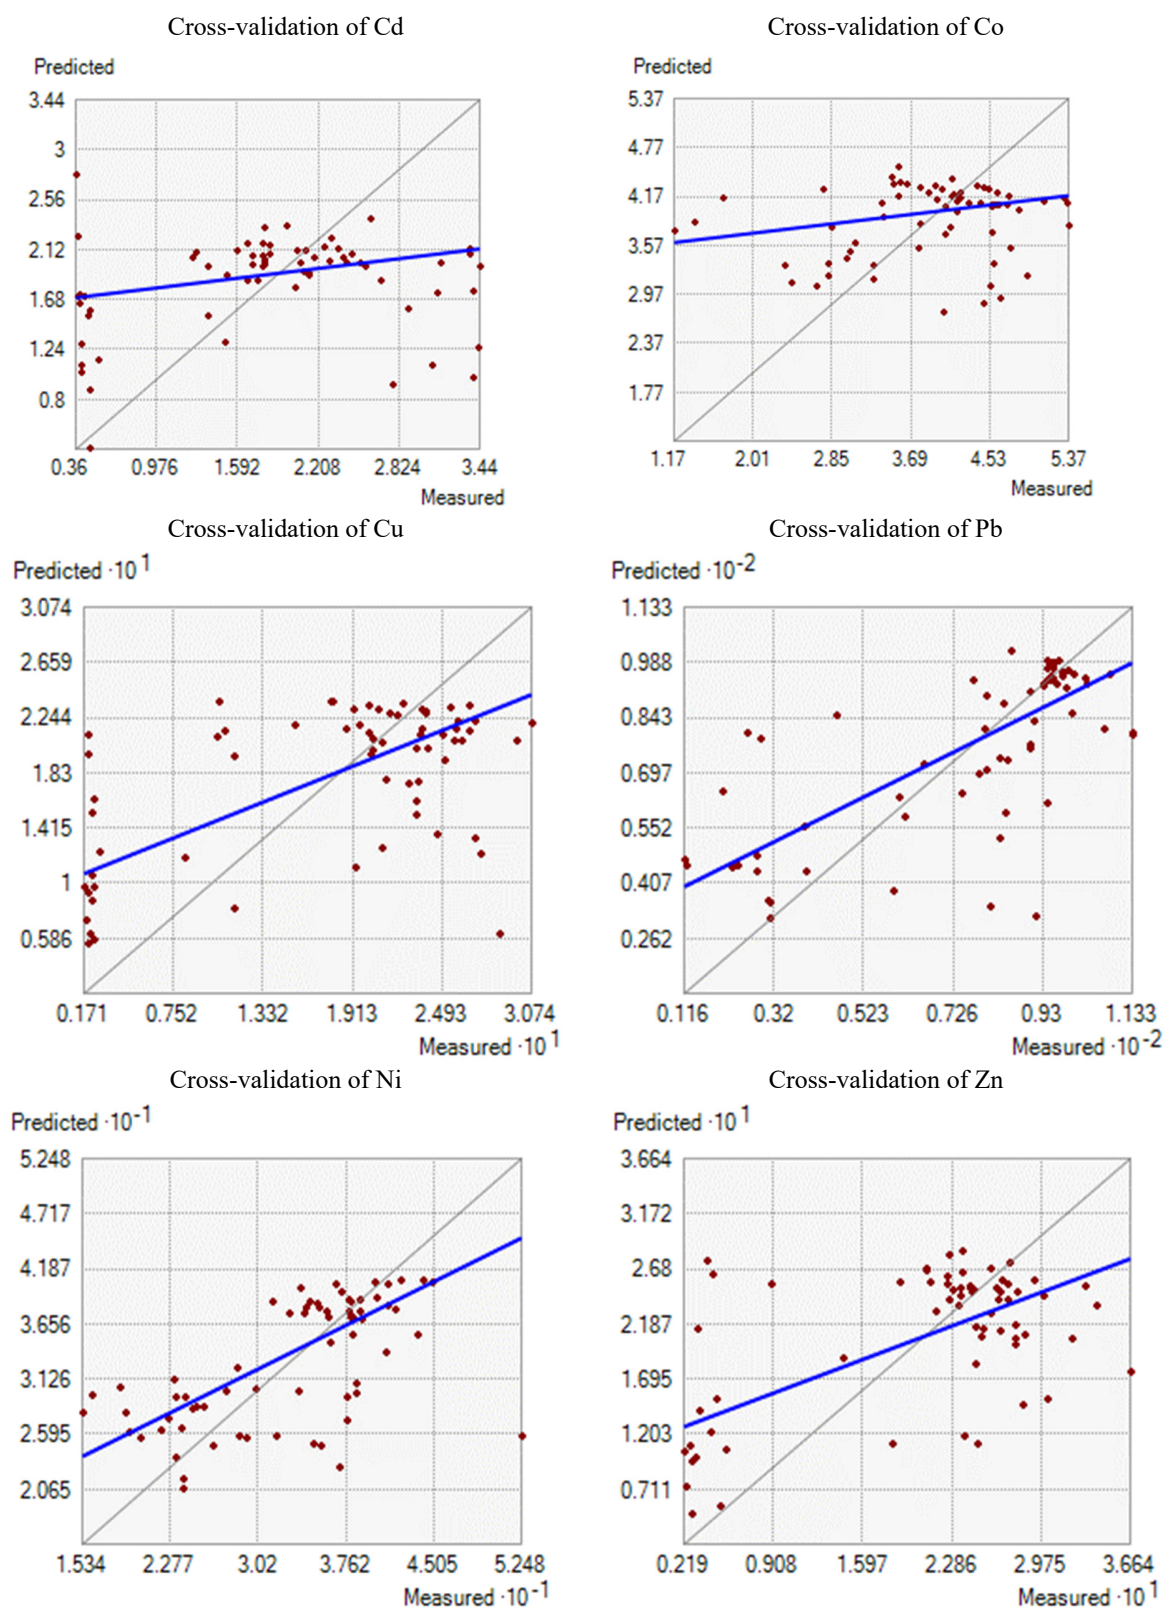 Cross-validation of Cd
Cross-validation of Co
Predicted
Predicted
3.44
3
2.56
2.12
1.68
1.24
0.8
0.36 0.976 1.592 2.208 2.824 3.44
Measured
5.37
4.77
4.17
3.57
2.97
2.37
1.77
1.17 2.01 2.85 3.69 4.53 5.37
Measured
Cross-validation of Cu
Cross-validation of Pb
Predicted ·10 1
Predicted ·10 -2
3.074
2.659
2.244
1.83
1.415
1
0.586
0.171 0.752 1.332 1.913 2.493 3.074
Measured ·10 1
1.133
0.988
0.843
0.697
0.552
0.407
0.262
0.116 0.32 0.523 0.726 0.93 1.133
Measured ·10 -2
Cross-validation of Ni
Cross-validation of Zn
Predicted ·10 -1
Predicted ·10 1
5.248
4.717
4.187
3.656
3.126
2.595
2.065
1.534 2.277 3.02 3.762 4.505 5.248
Measured ·10 -1
3.664
3.172
2.68
2.187
1.695
1.203
0.711
0.219 0.908 1.597 2.286 2.975 3.664
Measured ·10 1